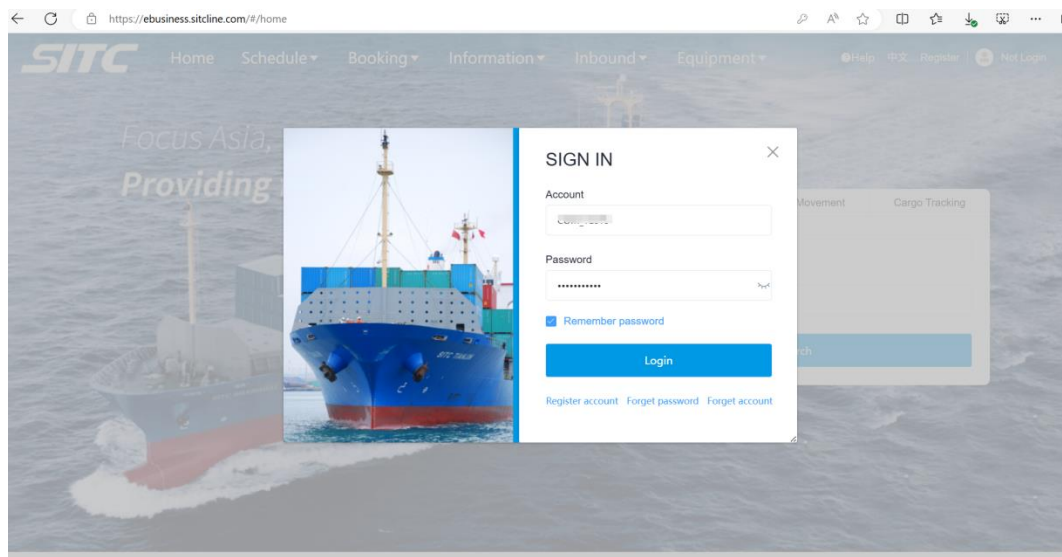 https://ebusiness.sitcline.com/#/home
SITC Home Schedule Booking Information Inbound Equipment Help 中文 Register Not Login
Focus Asia,
Providing
SIGN IN
Account
Movement Cargo Tracking
Password
Remember password
Login
Register account Forget password Forget account